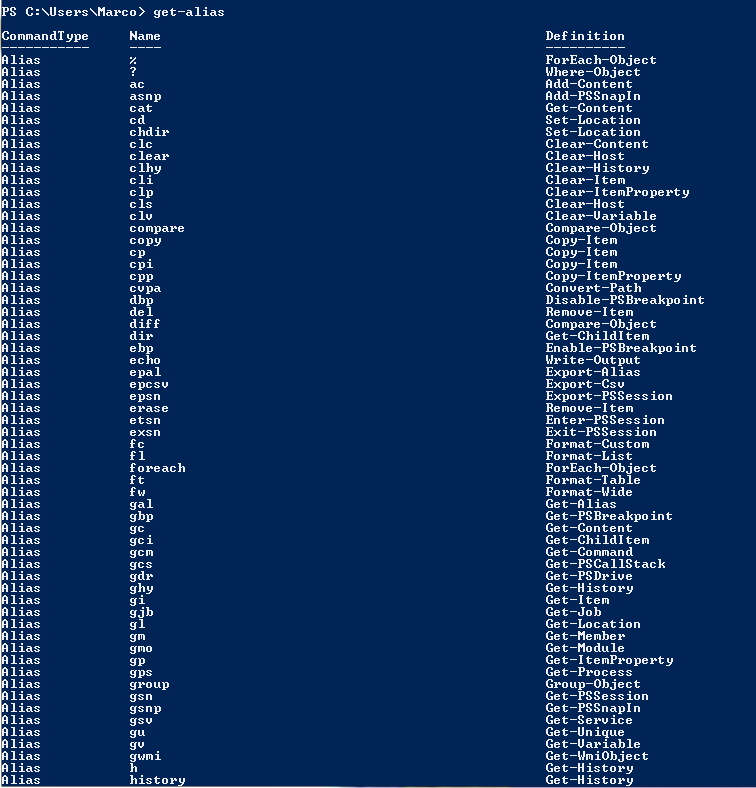 PS C:\Users\Marco> get-alias
CommandType Name Definition
----------- ---- ----------
Alias % ForEach-Object
Alias ? Where-Object
Alias ac Add-Content
Alias asnp Add-PSSnapIn
Alias cat Get-Content
Alias cd Set-Location
Alias chdir Set-Location
Alias clc Clear-Content
Alias clear Clear-Host
Alias clhy Clear-History
Alias cli Clear-Item
Alias clp Clear-ItemProperty
Alias cls Clear-Host
Alias clv Clear-Variable
Alias compare Compare-Object
Alias copy Copy-Item
Alias cp Copy-Item
Alias cpi Copy-Item
Alias cpp Copy-ItemProperty
Alias cvpa Convert-Path
Alias dbp Disable-PSBreakpoint
Alias del Remove-Item
Alias diff Compare-Object
Alias dir Get-ChildItem
Alias ebp Enable-PSBreakpoint
Alias echo Write-Output
Alias epal Export-Alias
Alias epcsv Export-Csv
Alias epsn Export-PSSession
Alias erase Remove-Item
Alias etsn Enter-PSSession
Alias exsn Exit-PSSession
Alias fc Format-Custom
Alias fl Format-List
Alias foreach ForEach-Object
Alias ft Format-Table
Alias fw Format-Wide
Alias gal Get-Alias
Alias gbp Get-PSBreakpoint
Alias gc Get-Content
Alias gci Get-ChildItem
Alias gcm Get-Command
Alias gcs Get-PSCallStack
Alias gdr Get-PSDrive
Alias ghy Get-History
Alias gi Get-Item
Alias gjb Get-Job
Alias gl Get-Location
Alias gm Get-Member
Alias gmo Get-Module
Alias gp Get-ItemProperty
Alias gps Get-Process
Alias group Group-Object
Alias gsn Get-PSSession
Alias gsnp Get-PSSnapIn
Alias gsv Get-Service
Alias gu Get-Unique
Alias gv Get-Variable
Alias gwmi Get-WmiObject
Alias h Get-History
Alias history Get-History